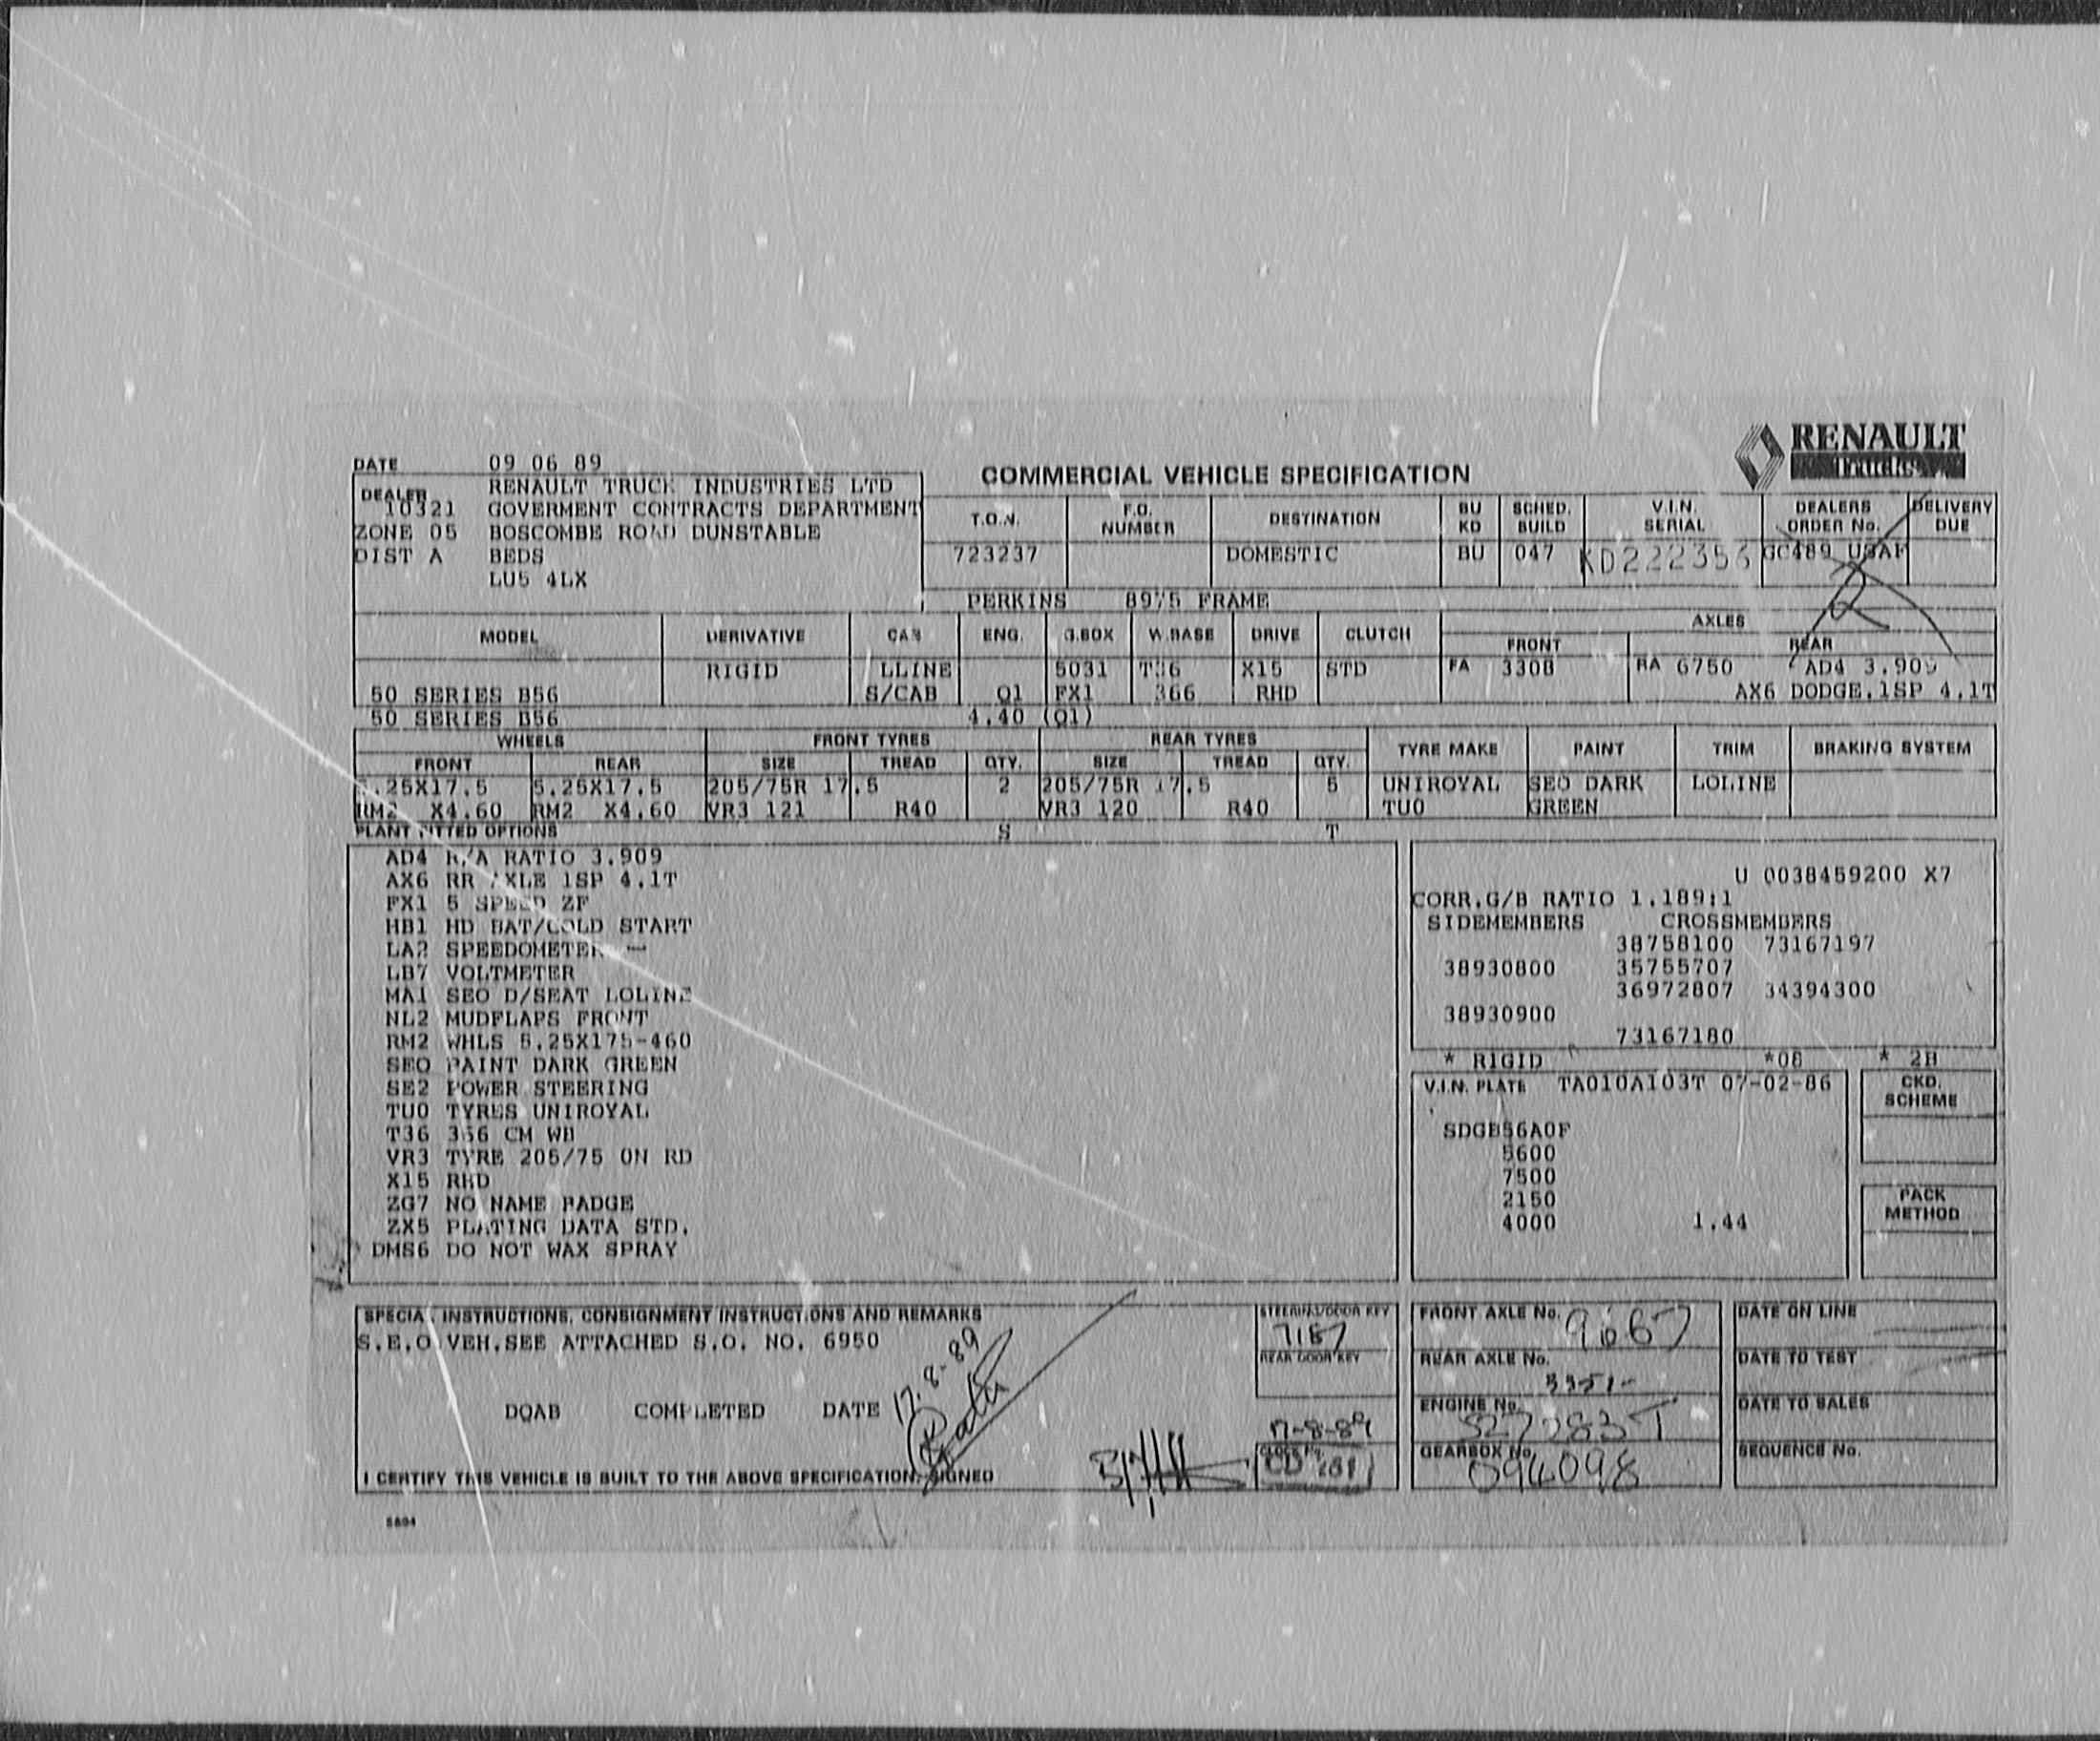 RENAULT
Trucks
DATE 09 06 89
COMMERCIAL VEHICLE SPECIFICATION
DEALER RENAULT TRUCK INDUSTRIES LTD
10321 GOVERMENT CONTRACTS DEPARTMENT
ZONE 05 BOSCOMBE ROAD DUNSTABLE
DIST A BEDS
LU5 4LX
T.O.N. F.O. NUMBER DESTINATION BU KD SCHED. BUILD V.I.N. SERIAL DEALERS ORDER No. DELIVERY DUE
723237 DOMESTIC BU 047 KD222353 GC489 USAF
PERKINS 8975 FRAME
MODEL DERIVATIVE CAB ENG. G.BOX W.BASE DRIVE CLUTCH AXLES
FRONT REAR
RIGID LLINE 5031 T36 X15 STD FA 3308 RA 6750 AD4 3.909
50 SERIES B56 S/CAB Q1 FX1 366 RHD AX6 DODGE.1SP 4.1T
50 SERIES B56 4.40 (Q1)
WHEELS FRONT TYRES REAR TYRES TYRE MAKE PAINT TRIM BRAKING SYSTEM
FRONT REAR SIZE TREAD QTY. SIZE TREAD QTY.
5.25X17.5 5.25X17.5 205/75R 17.5 2 205/75R 17.5 5 UNIROYAL SEO DARK LOLINE
RM2 X4.60 RM2 X4.60 VR3 121 R40 VR3 120 R40 TU0 GREEN
PLANT FITTED OPTIONS S T
AD4 R/A RATIO 3.909
AX6 RR AXLE 1SP 4.1T
FX1 5 SPEED ZF
HB1 HD BAT/COLD START
LA2 SPEEDOMETER
LB7 VOLTMETER
MA1 SEO D/SEAT LOLINE
NL2 MUDFLAPS FRONT
RM2 WHLS 5.25X175-460
SEO PAINT DARK GREEN
SE2 POWER STEERING
TU0 TYRES UNIROYAL
T36 366 CM WB
VR3 TYRE 205/75 ON RD
X15 RHD
ZG7 NO NAME BADGE
ZX5 PLATING DATA STD.
DMS6 DO NOT WAX SPRAY
U 0038459200 X7
CORR.G/B RATIO 1.189:1
SIDEMEMBERS CROSSMEMBERS
38758100 73167197
38930800 35755707
36972807 34394300
38930900
73167180
* RIGID *08 * 2H
V.I.N. PLATE TA010A103T 07-02-86
CKD. SCHEME
SDGB56A0F
5600
7500
2150
4000 1.44
PACK METHOD
SPECIAL INSTRUCTIONS, CONSIGNMENT INSTRUCTIONS AND REMARKS
S.E.O VEH.SEE ATTACHED S.O. NO. 6950
DQAB COMPLETED DATE 17.8.89
I CERTIFY THIS VEHICLE IS BUILT TO THE ABOVE SPECIFICATION. SIGNED
STEERING/DOOR KEY
7187
REAR DOOR KEY
17-8-89
CLOCK No.
FRONT AXLE No. 9667
REAR AXLE No.
ENGINE No.
GEARBOX No. 094098
DATE ON LINE
DATE TO TEST
DATE TO SALES
SEQUENCE No.
5604